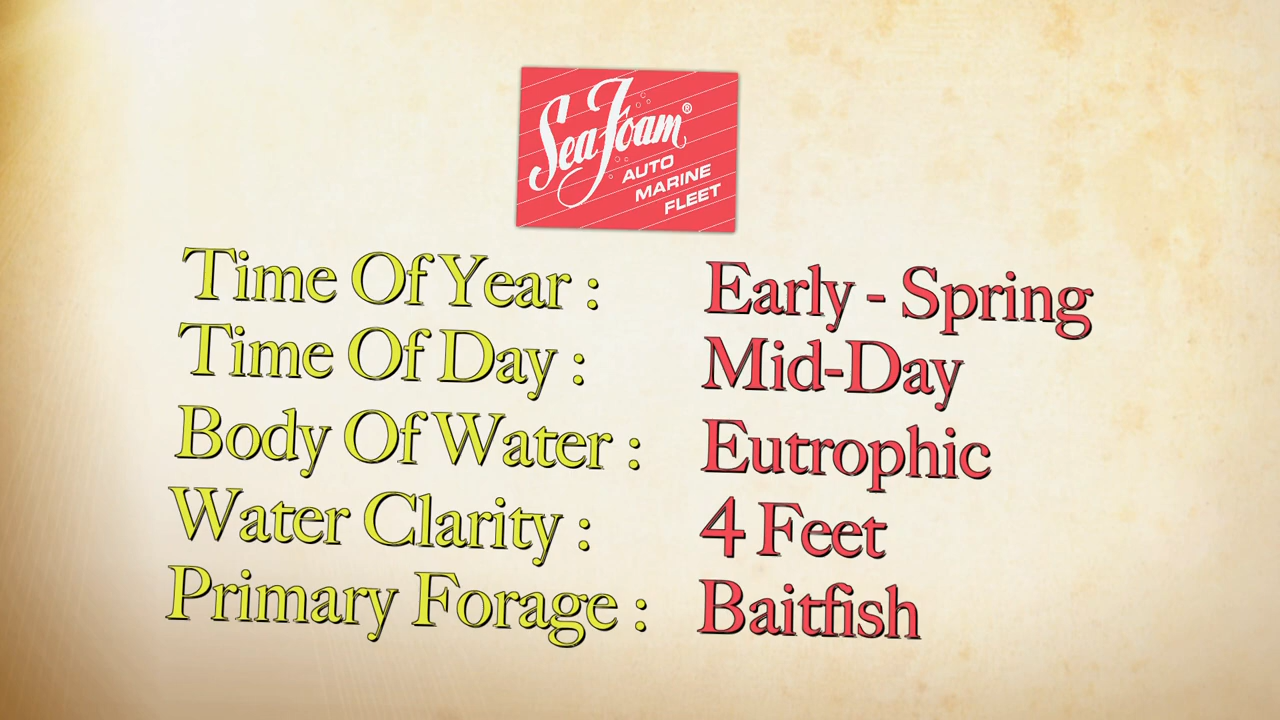 Sea Foam®
AUTO
MARINE
FLEET
Time Of Year : Early - Spring
Time Of Day : Mid-Day
Body Of Water : Eutrophic
Water Clarity : 4 Feet
Primary Forage : Baitfish